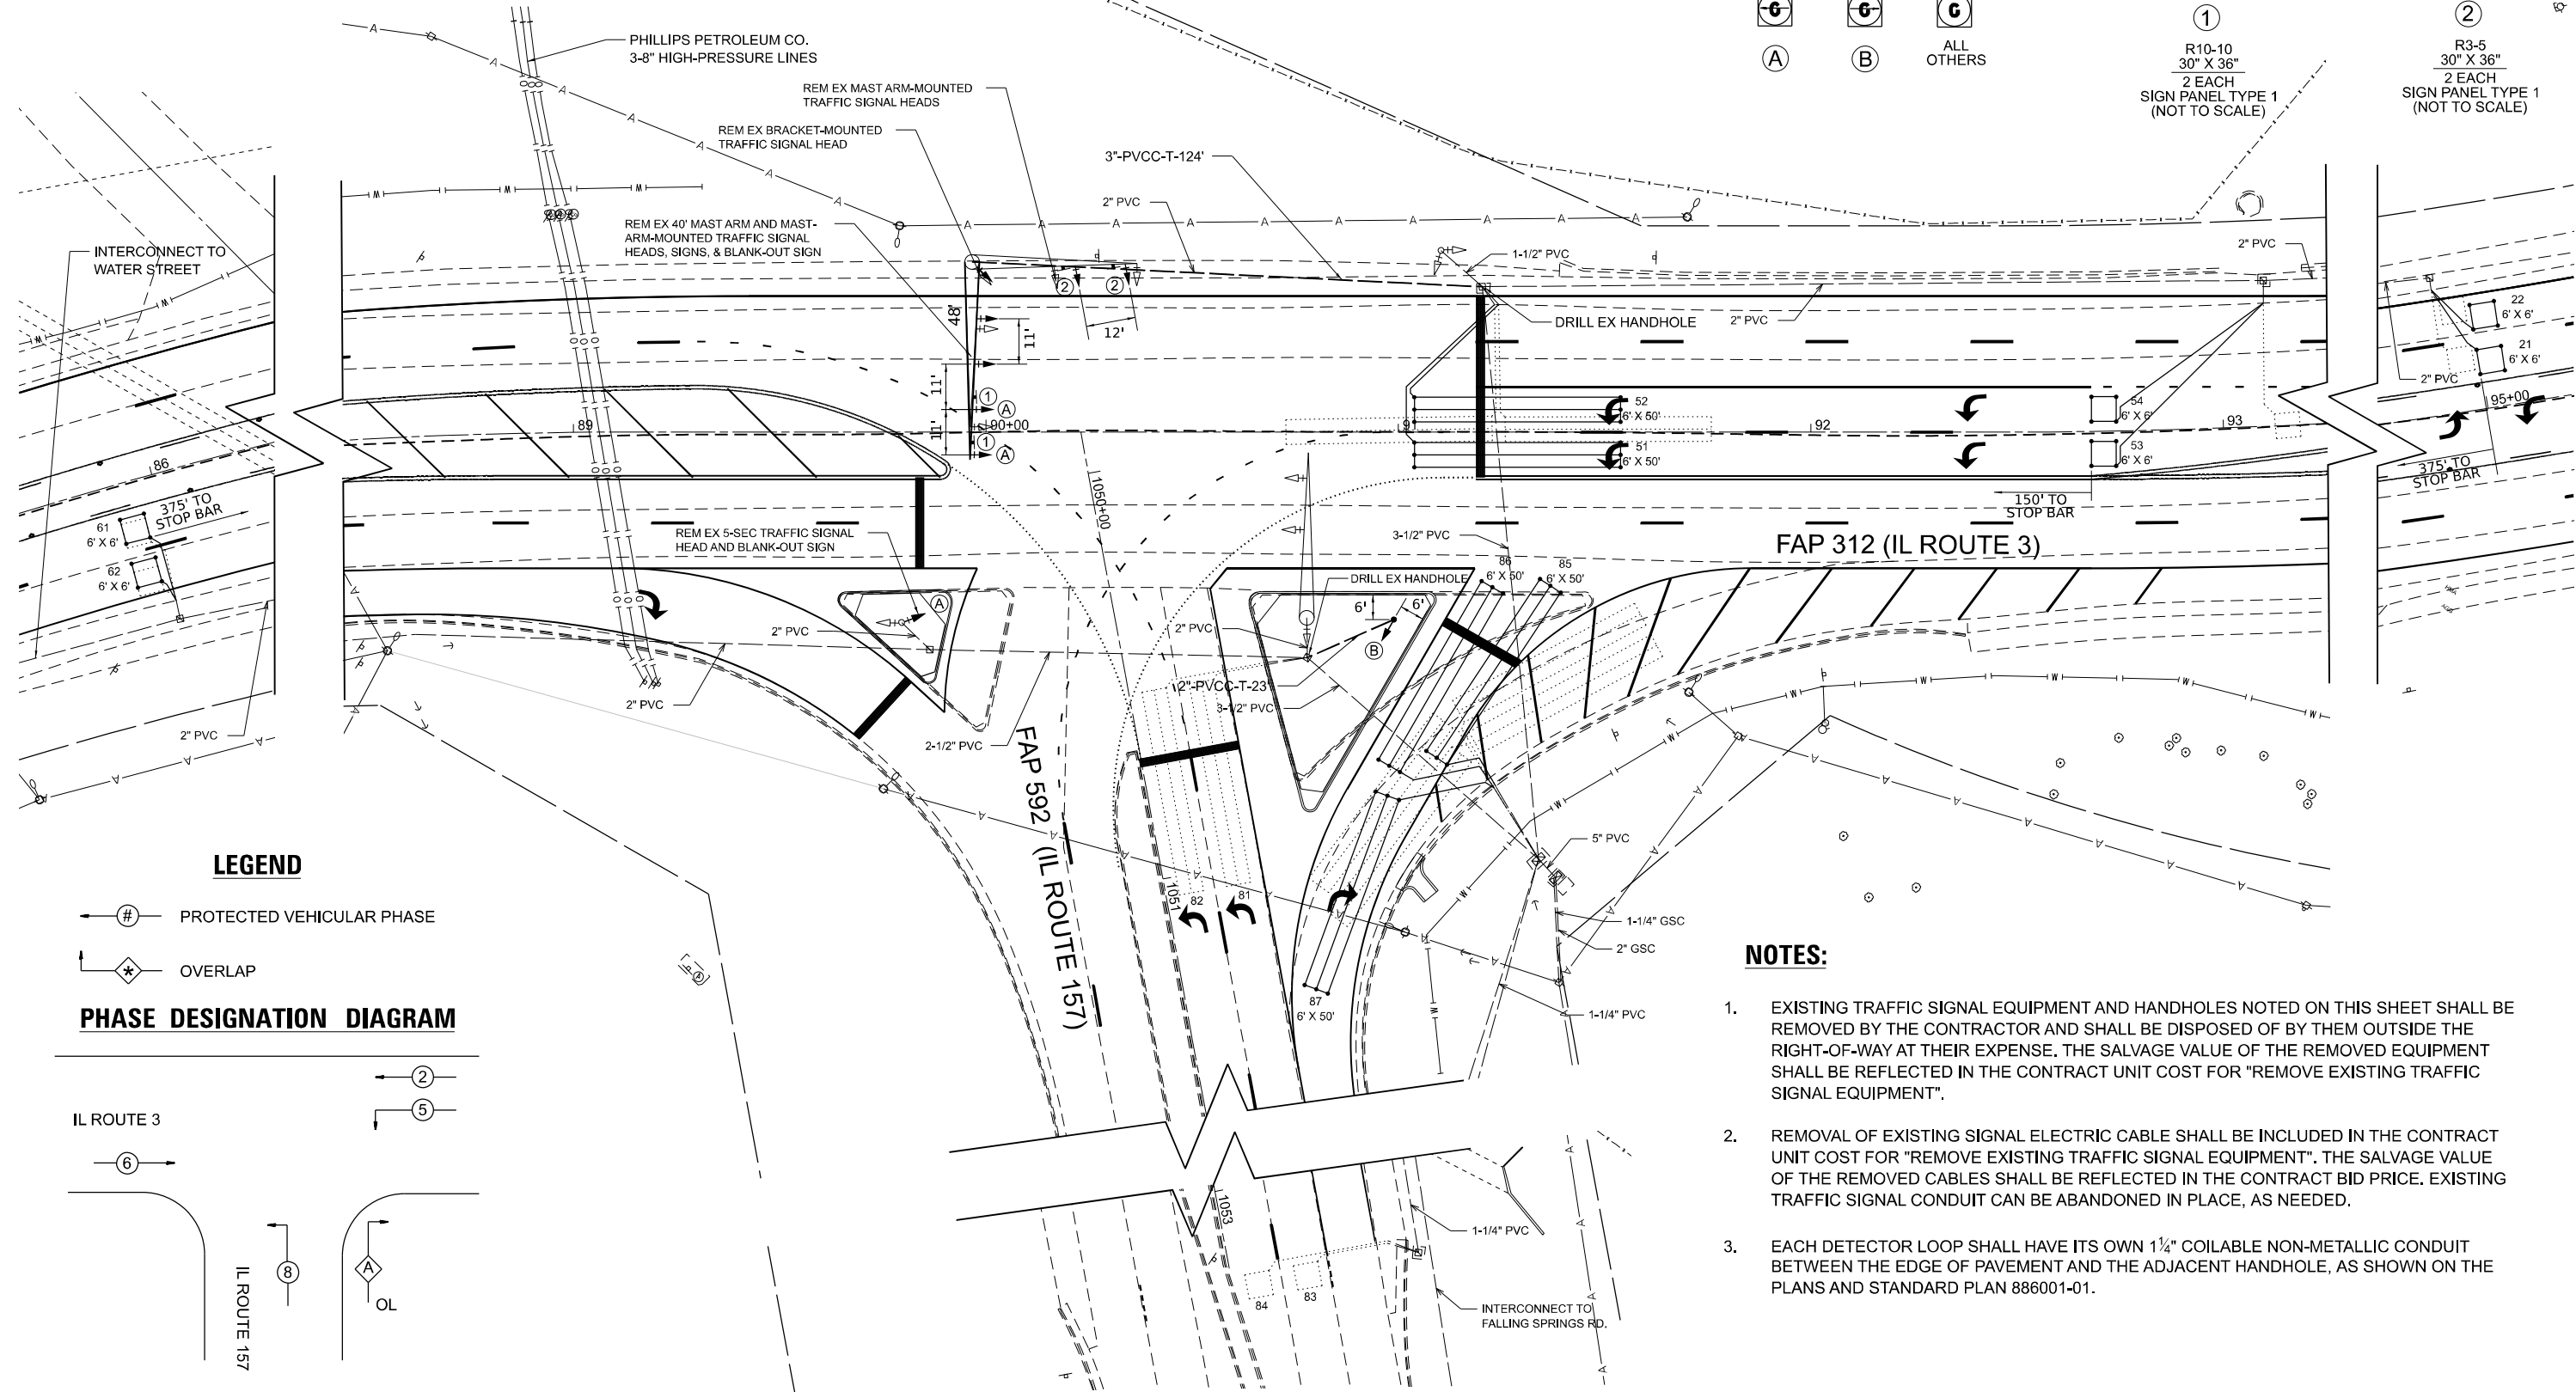 G
G
G
A
B
ALL
OTHERS
1
R10-10
30" X 36"
2 EACH
SIGN PANEL TYPE 1
(NOT TO SCALE)
2
R3-5
30" X 36"
2 EACH
SIGN PANEL TYPE 1
(NOT TO SCALE)
PHILLIPS PETROLEUM CO.
3-8" HIGH-PRESSURE LINES
REM EX MAST ARM-MOUNTED
TRAFFIC SIGNAL HEADS
REM EX BRACKET-MOUNTED
TRAFFIC SIGNAL HEAD
3"-PVCC-T-124'
2" PVC
REM EX 40' MAST ARM AND MAST-
ARM-MOUNTED TRAFFIC SIGNAL
HEADS, SIGNS, & BLANK-OUT SIGN
INTERCONNECT TO
WATER STREET
1-1/2" PVC
2" PVC
2
2
12'
48'
11'
11'
11'
DRILL EX HANDHOLE
2" PVC
22
6' X 6'
21
6' X 6'
2" PVC
95+00
375' TO
STOP BAR
1
A
90+00
1
A
89
86
52
6' X 50'
51
6' X 50'
54
6' X 6'
53
6' X 6'
92
93
150' TO
STOP BAR
375' TO
STOP BAR
61
6' X 6'
62
6' X 6'
1050+00
REM EX 5-SEC TRAFFIC SIGNAL
HEAD AND BLANK-OUT SIGN
3-1/2" PVC
FAP 312 (IL ROUTE 3)
DRILL EX HANDHOLE
86
6' X 50'
85
6' X 50'
6'
6'
A
B
2" PVC
2" PVC
2"-PVCC-T-23'
3-1/2" PVC
2" PVC
2-1/2" PVC
2" PVC
FAP 592 (IL ROUTE 157)
1051
82
81
5" PVC
1-1/4" GSC
2" GSC
1-1/4" PVC
87
6' X 50'
1053
1-1/4" PVC
84
83
INTERCONNECT TO
FALLING SPRINGS RD.
LEGEND
# PROTECTED VEHICULAR PHASE
* OVERLAP
PHASE DESIGNATION DIAGRAM
2
5
IL ROUTE 3
6
8
A
OL
IL ROUTE 157
NOTES:
1. EXISTING TRAFFIC SIGNAL EQUIPMENT AND HANDHOLES NOTED ON THIS SHEET SHALL BE
REMOVED BY THE CONTRACTOR AND SHALL BE DISPOSED OF BY THEM OUTSIDE THE
RIGHT-OF-WAY AT THEIR EXPENSE. THE SALVAGE VALUE OF THE REMOVED EQUIPMENT
SHALL BE REFLECTED IN THE CONTRACT UNIT COST FOR "REMOVE EXISTING TRAFFIC
SIGNAL EQUIPMENT".
2. REMOVAL OF EXISTING SIGNAL ELECTRIC CABLE SHALL BE INCLUDED IN THE CONTRACT
UNIT COST FOR "REMOVE EXISTING TRAFFIC SIGNAL EQUIPMENT". THE SALVAGE VALUE
OF THE REMOVED CABLES SHALL BE REFLECTED IN THE CONTRACT BID PRICE. EXISTING
TRAFFIC SIGNAL CONDUIT CAN BE ABANDONED IN PLACE, AS NEEDED.
3. EACH DETECTOR LOOP SHALL HAVE ITS OWN 1¼" COILABLE NON-METALLIC CONDUIT
BETWEEN THE EDGE OF PAVEMENT AND THE ADJACENT HANDHOLE, AS SHOWN ON THE
PLANS AND STANDARD PLAN 886001-01.